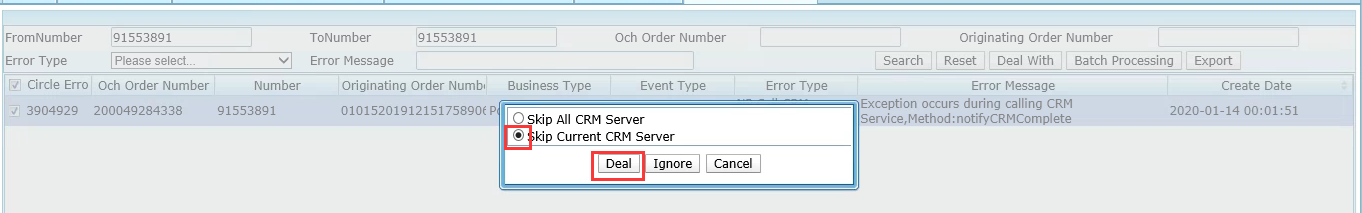 FromNumber 91553891 ToNumber 91553891 Och Order Number Originating Order Number
Error Type Please select... Error Message Search Reset Deal With Batch Processing Export
Circle Erro Och Order Number Number Originating Order Number Business Type Event Type Error Type Error Message Create Date
3904929 200049284338 91553891 Exception occurs during calling CRM
Service,Method:notifyCRMComplete 2020-01-14 00:01:51
Skip All CRM Server
Skip Current CRM Server
Deal Ignore Cancel